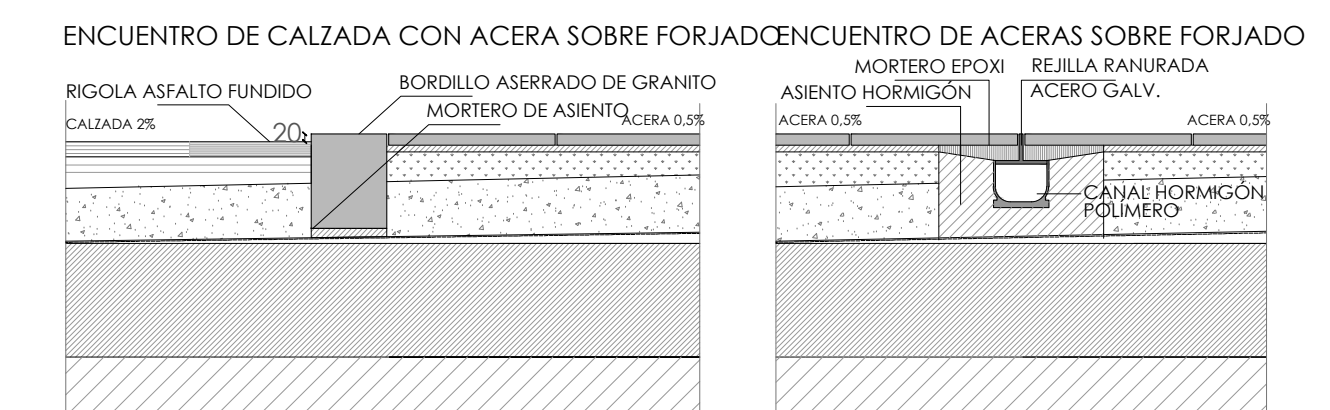 ENCUENTRO DE CALZADA CON ACERA SOBRE FORJADO
RIGOLA ASFALTO FUNDIDO
BORDILLO ASERRADO DE GRANITO
MORTERO DE ASIENTO
CALZADA 2%
20
ACERA 0,5%
ENCUENTRO DE ACERAS SOBRE FORJADO
MORTERO EPOXI
REJILLA RANURADA
ACERO GALV.
ASIENTO HORMIGÓN
ACERA 0,5%
ACERA 0,5%
CANAL HORMIGÓN
POLÍMERO